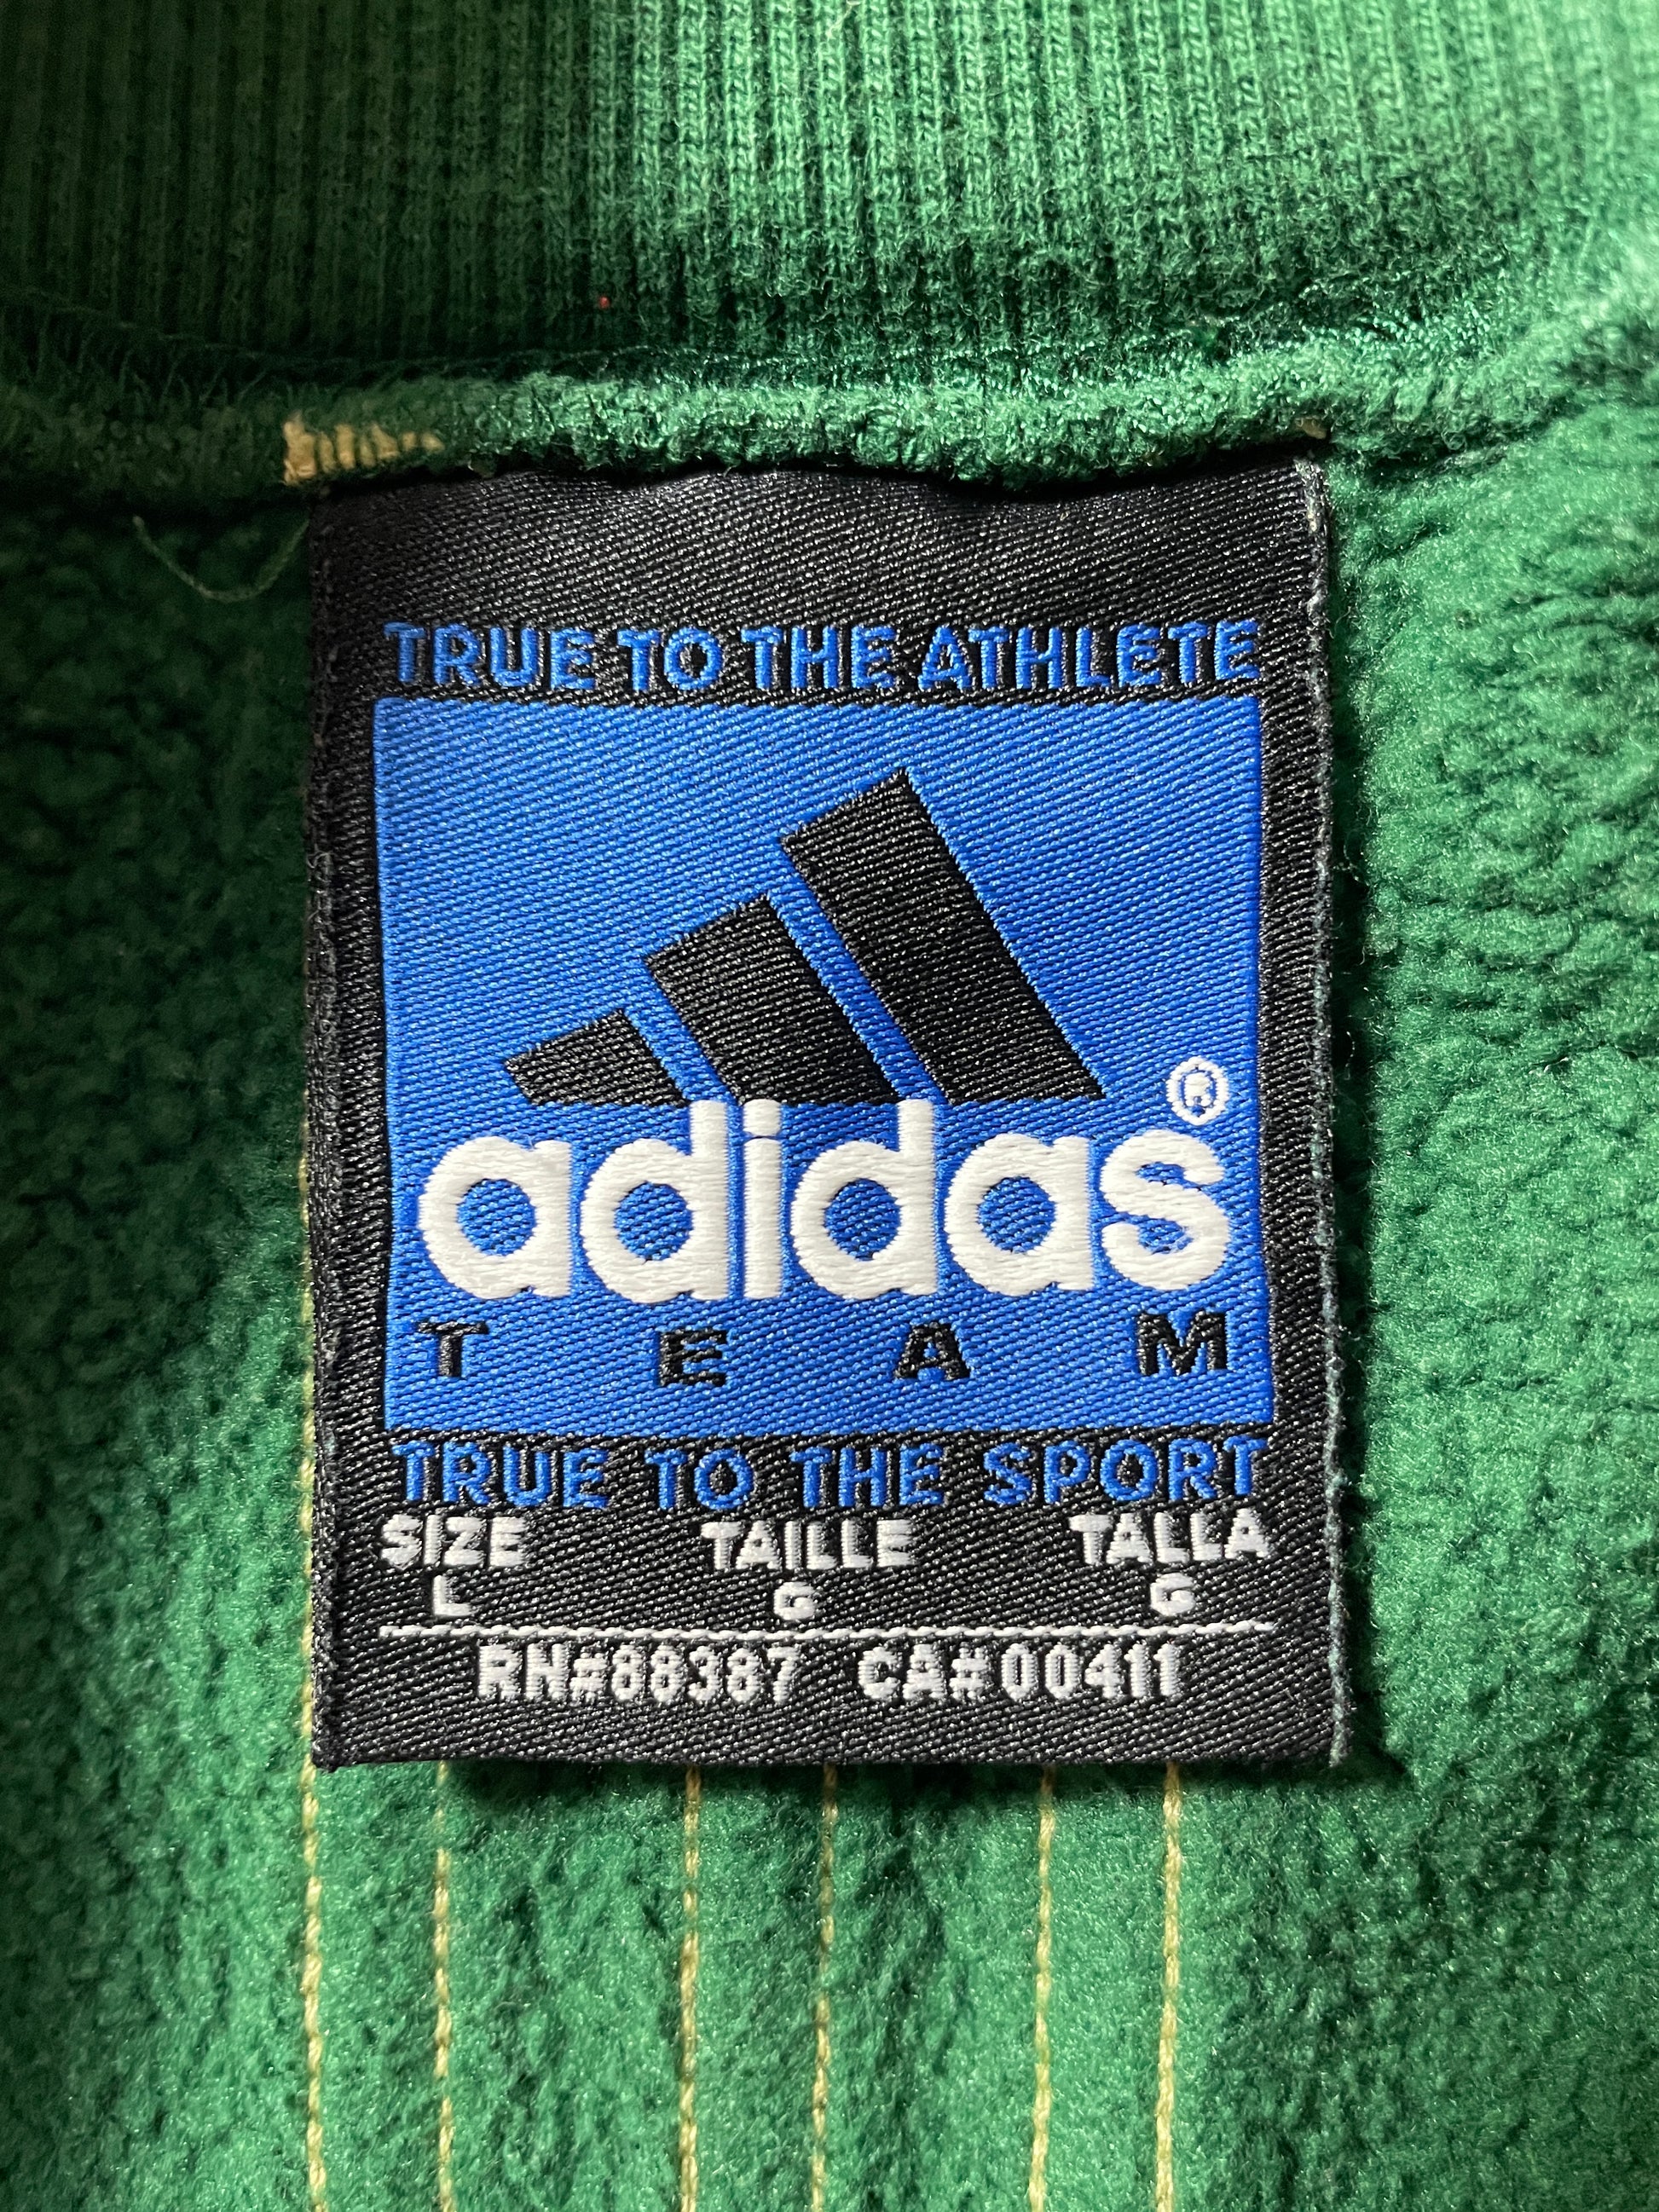 TRUE TO THE ATHLETE
adidas®
TEAM
TRUE TO THE SPORT
SIZE TAILLE TALLA
L G G
RN#88387 CA#00411